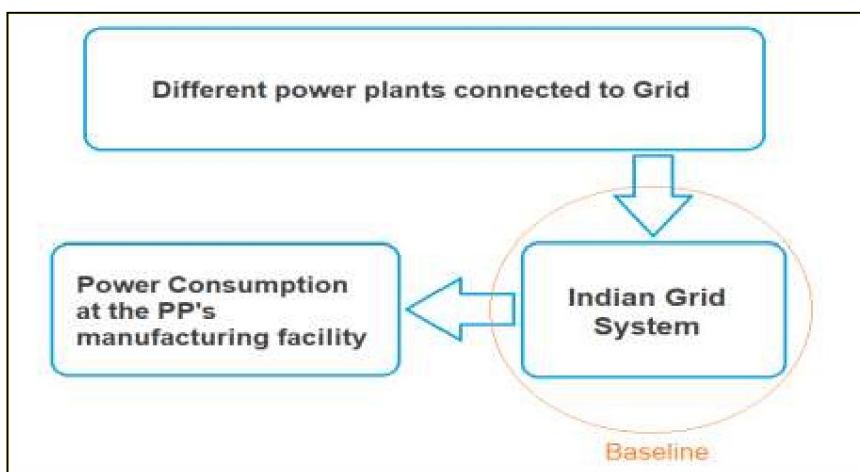 Different power plants connected to Grid
Power Consumption
at the PP's
manufacturing facility
Indian Grid
System
Baseline